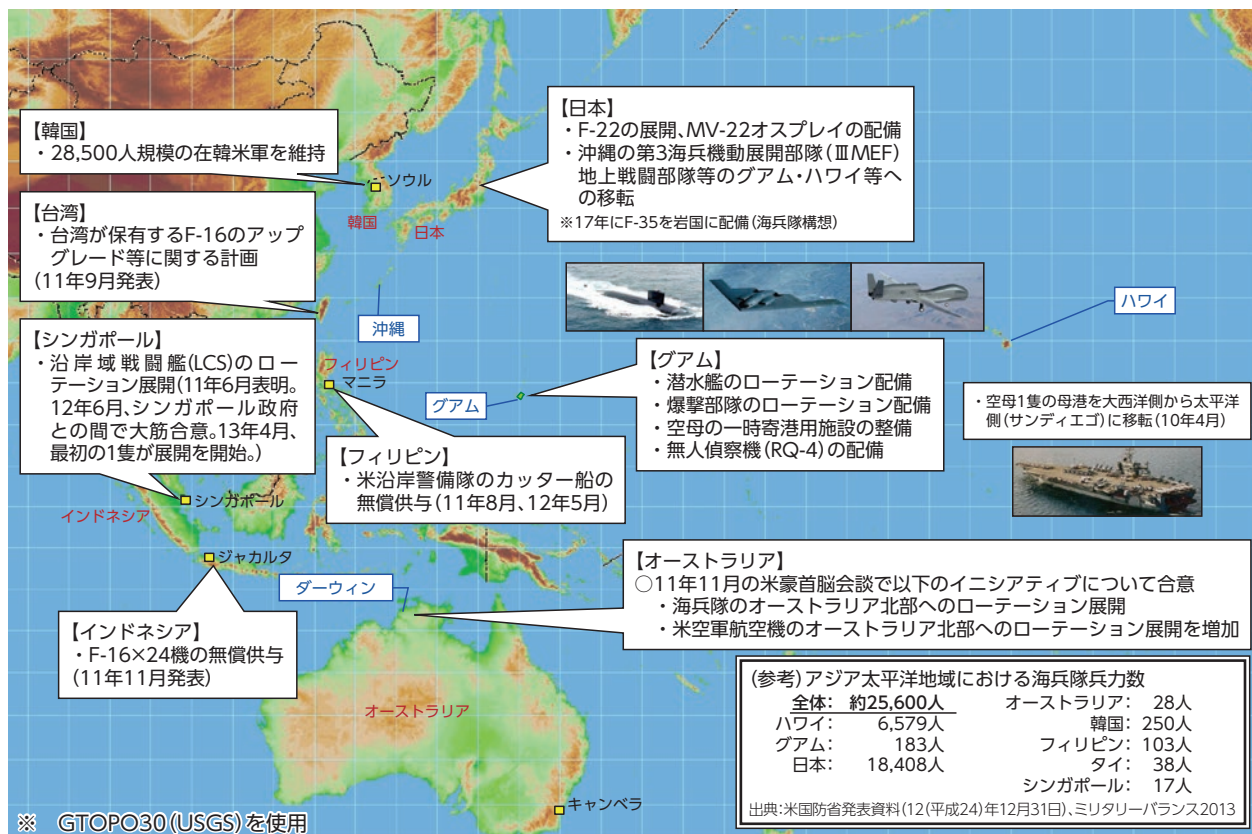 【韓国】
・28,500人規模の在韓米軍を維持
【台湾】
・台湾が保有するF-16のアップ
グレード等に関する計画
(11年9月発表)
【シンガポール】
・沿岸域戦闘艦(LCS)のロー
テーション展開(11年6月表明。
12年6月、シンガポール政府
との間で大筋合意。13年4月、
最初の1隻が展開を開始。)
【日本】
・F-22の展開、MV-22オスプレイの配備
・沖縄の第3海兵機動展開部隊(ⅢMEF)
地上戦闘部隊等のグアム・ハワイ等へ
の移転
※17年にF-35を岩国に配備(海兵隊構想)
ソウル
韓国
日本
沖縄
ハワイ
フィリピン
マニラ
グアム
【グアム】
・潜水艦のローテーション配備
・爆撃部隊のローテーション配備
・空母の一時寄港用施設の整備
・無人偵察機(RQ-4)の配備
・空母1隻の母港を大西洋側から太平洋
側(サンディエゴ)に移転(10年4月)
【フィリピン】
・米沿岸警備隊のカッター船の
無償供与(11年8月、12年5月)
シンガポール
インドネシア
ジャカルタ
ダーウィン
【オーストラリア】
○11年11月の米豪首脳会談で以下のイニシアティブについて合意
・海兵隊のオーストラリア北部へのローテーション展開
・米空軍航空機のオーストラリア北部へのローテーション展開を増加
【インドネシア】
・F-16×24機の無償供与
(11年11月発表)
オーストラリア
キャンベラ
(参考)アジア太平洋地域における海兵隊兵力数
全体: 約25,600人
ハワイ: 6,579人
グアム: 183人
日本: 18,408人
オーストラリア: 28人
韓国: 250人
フィリピン: 103人
タイ: 38人
シンガポール: 17人
出典:米国防省発表資料(12(平成24)年12月31日)、ミリタリーバランス2013
※ GTOPO30(USGS)を使用